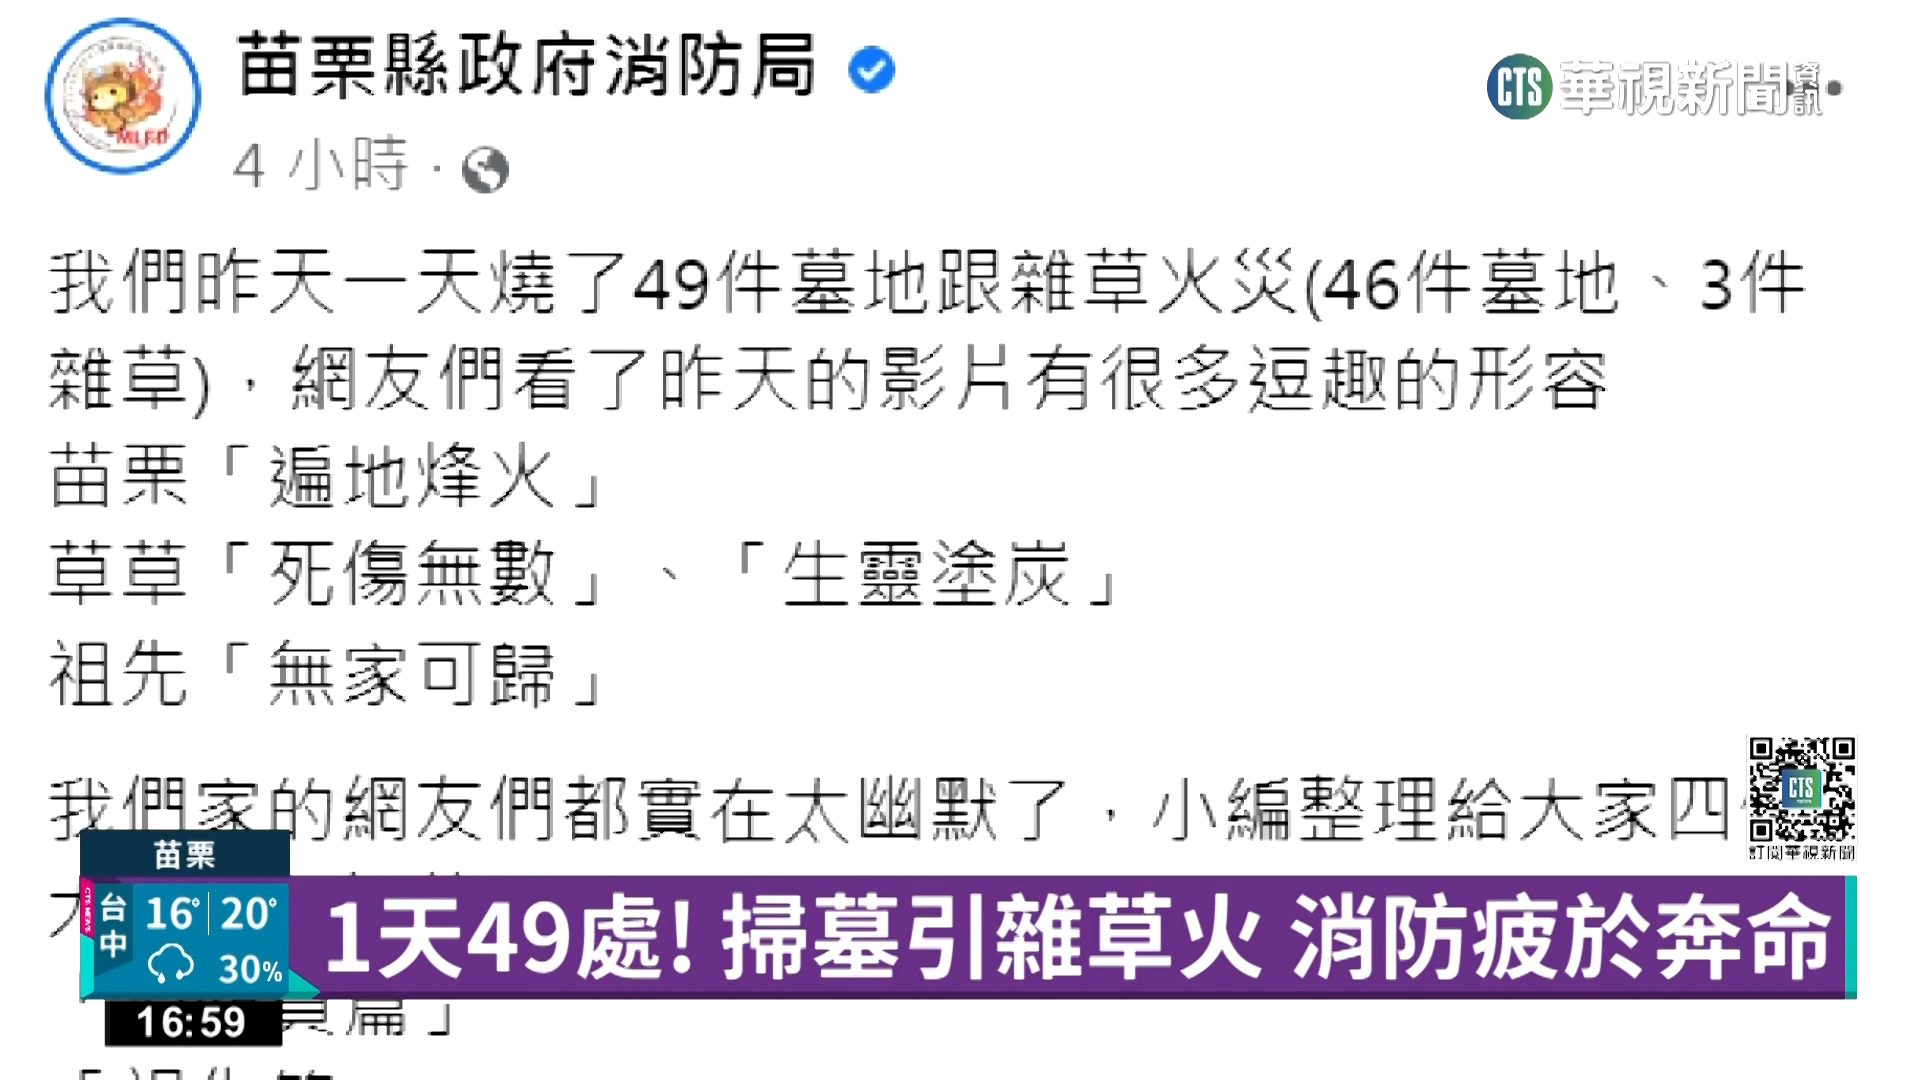 苗栗縣政府消防局
4 小時 ·
CTS 華視新聞 資訊
MLFD
我們昨天一天燒了49件墓地跟雜草火災(46件墓地、3件
雜草)，網友們看了昨天的影片有很多逗趣的形容
苗栗「遍地烽火」
草草「死傷無數」、「生靈塗炭」
祖先「無家可歸」
我們家的網友們都實在太幽默了，小編整理給大家四
CTS
訂閱華視新聞
苗栗
CTS NEWS
台中
16° 20°
30%
1天49處! 掃墓引雜草火 消防疲於奔命
16:59
篇」